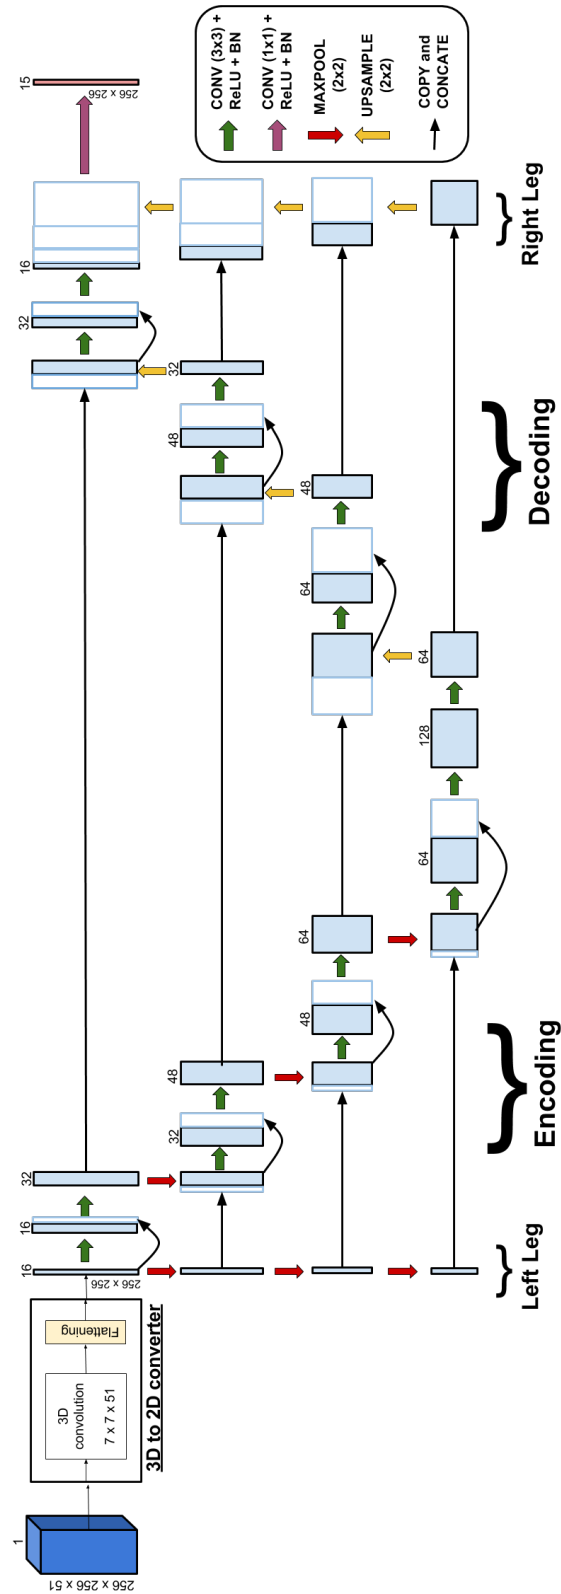 1
256 x 256 x 51
3D
convolution
7 x 7 x 51
Flattening
3D to 2D converter
16
256 x 256
16
32
32
48
48
64
64
128
64
64
48
48
32
32
16
15
256 x 256
Left Leg
Encoding
Decoding
Right Leg
CONV (3x3) +
ReLU + BN
CONV (1x1) +
ReLU + BN
MAXPOOL
(2x2)
UPSAMPLE
(2x2)
COPY and
CONCATE